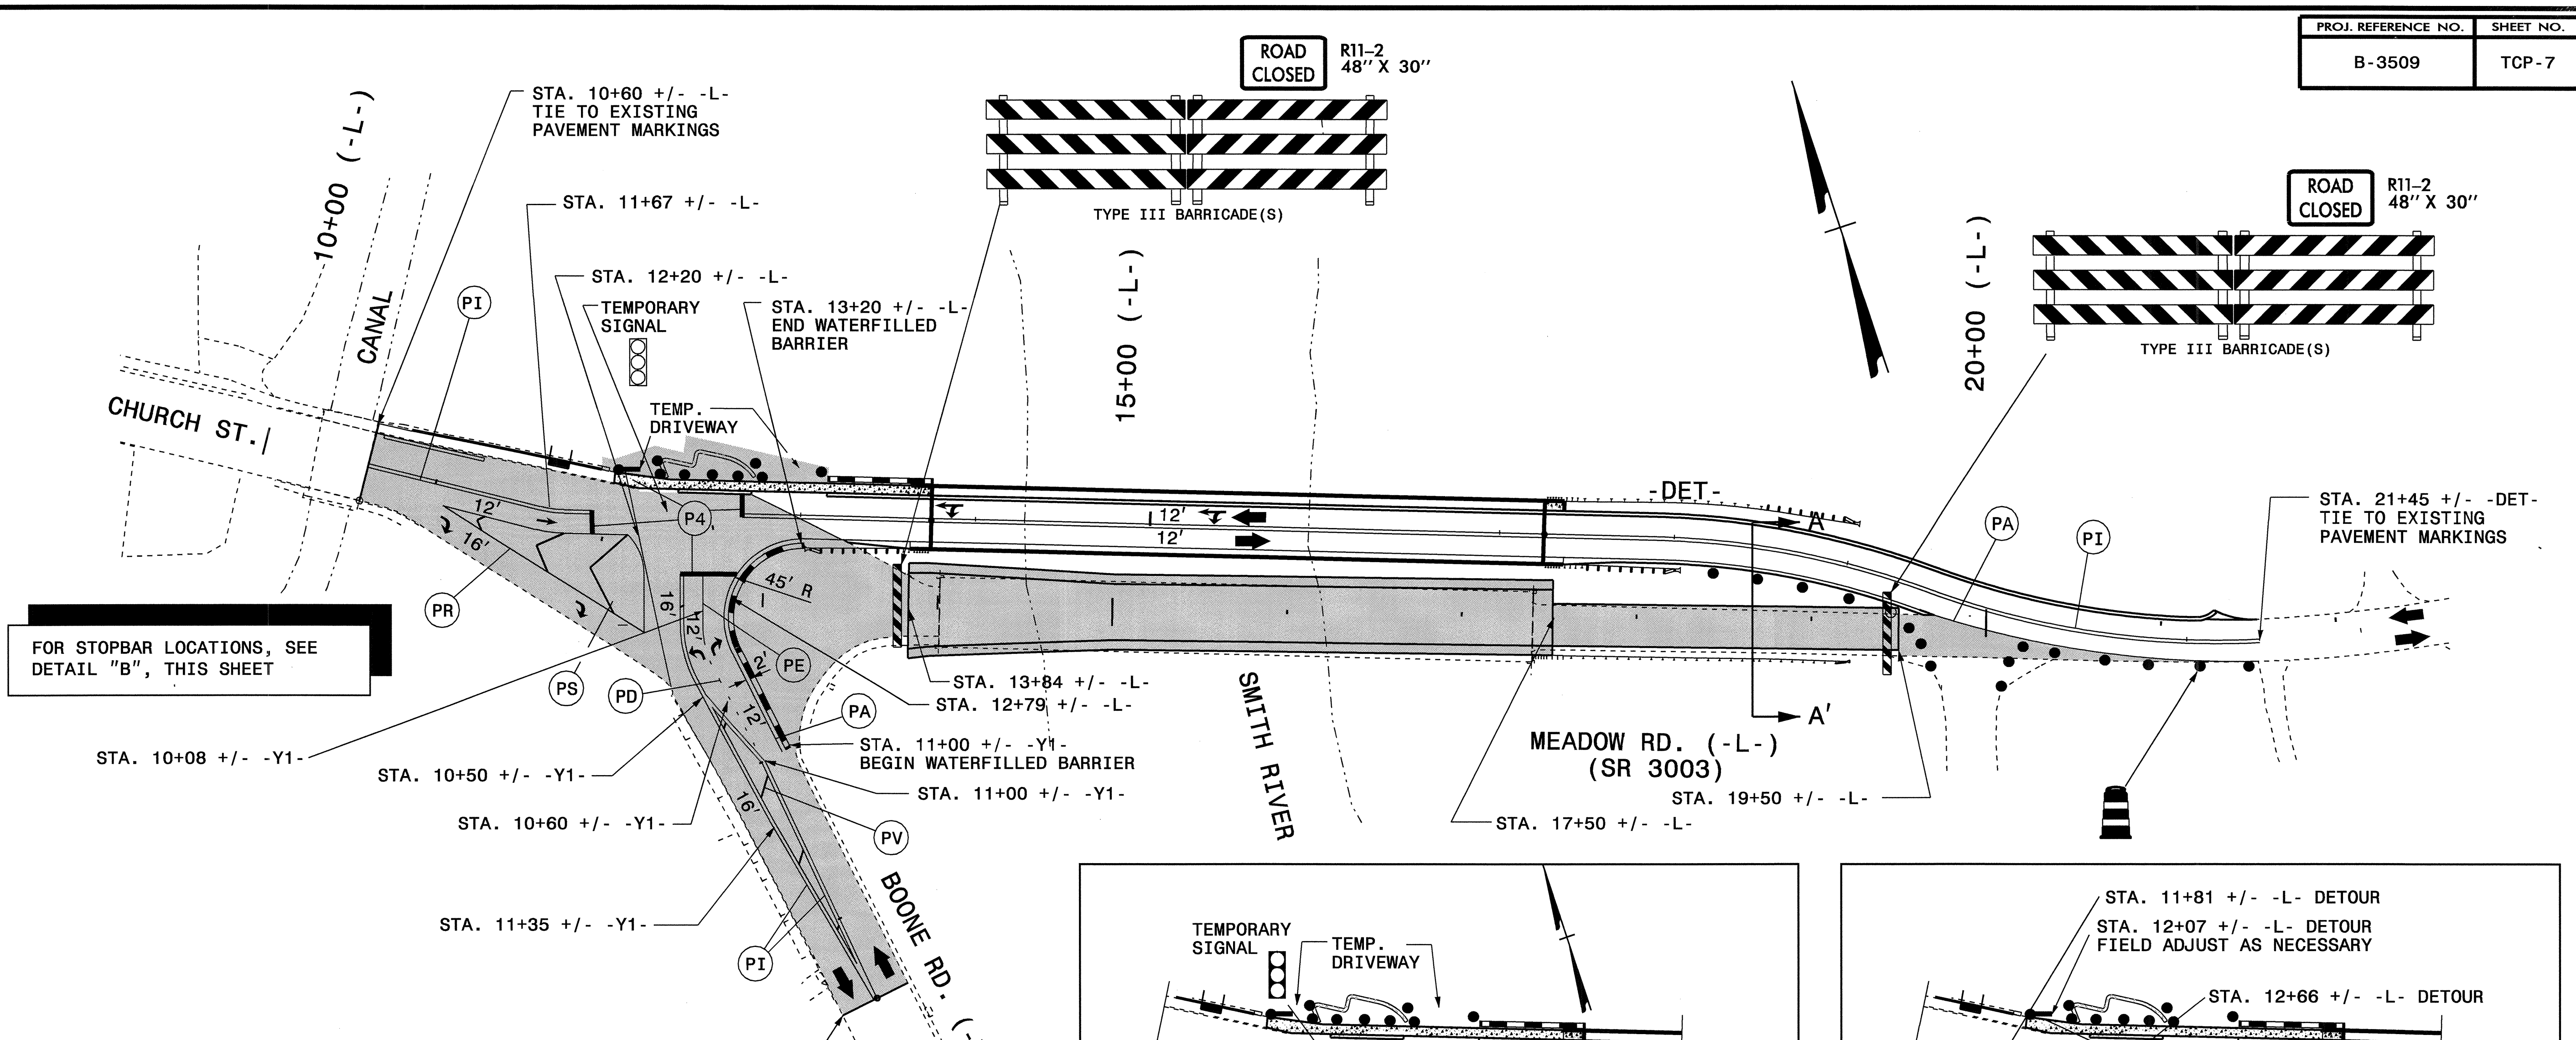 PROJ. REFERENCE NO.
SHEET NO.
B-3509
TCP-7
ROAD
CLOSED
R11-2
48" X 30"
TYPE III BARRICADE(S)
ROAD
CLOSED
R11-2
48" X 30"
TYPE III BARRICADE(S)
STA. 10+60 +/- -L-
TIE TO EXISTING
PAVEMENT MARKINGS
10+00 (-L-)
STA. 11+67 +/- -L-
STA. 12+20 +/- -L-
TEMPORARY
SIGNAL
STA. 13+20 +/- -L-
END WATERFILLED
BARRIER
15+00 (-L-)
20+00 (-L-)
PI
CANAL
CHURCH ST.
TEMP.
DRIVEWAY
-DET-
A
STA. 21+45 +/- -DET-
TIE TO EXISTING
PAVEMENT MARKINGS
PA
PI
12'
16'
P4
12'
12'
45' R
16'
12'
2'
12'
PR
PS
PD
PE
PA
FOR STOPBAR LOCATIONS, SEE
DETAIL "B", THIS SHEET
STA. 13+84 +/- -L-
STA. 12+79 +/- -L-
STA. 11+00 +/- -Y1-
BEGIN WATERFILLED BARRIER
STA. 11+00 +/- -Y1-
STA. 10+08 +/- -Y1-
STA. 10+50 +/- -Y1-
STA. 10+60 +/- -Y1-
STA. 11+35 +/- -Y1-
16'
PV
PI
BOONE RD. (-
SMITH RIVER
MEADOW RD. (-L-)
(SR 3003)
A'
STA. 19+50 +/- -L-
STA. 17+50 +/- -L-
TEMPORARY
SIGNAL
TEMP.
DRIVEWAY
STA. 11+81 +/- -L- DETOUR
STA. 12+07 +/- -L- DETOUR
FIELD ADJUST AS NECESSARY
STA. 12+66 +/- -L- DETOUR